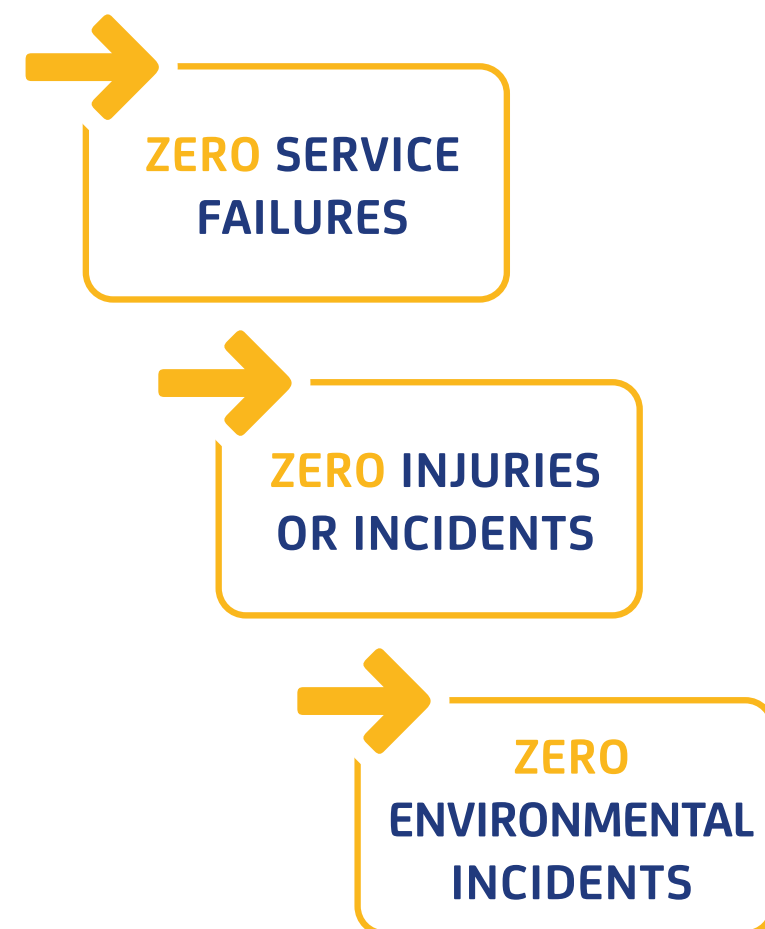 ZERO SERVICE
FAILURES
ZERO INJURIES
OR INCIDENTS
ZERO
ENVIRONMENTAL
INCIDENTS